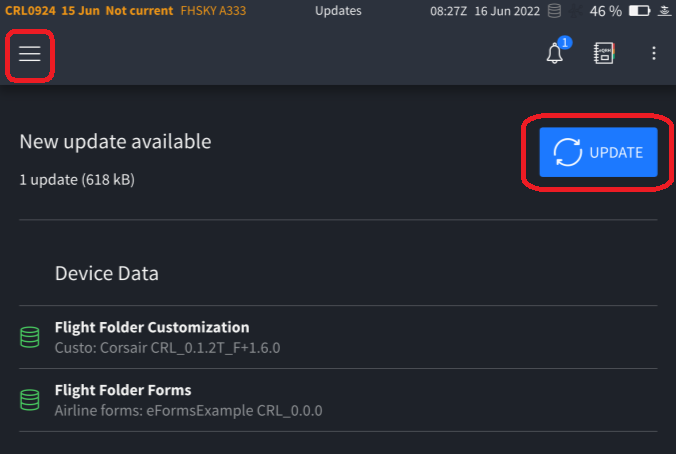 CRL0924 15 Jun Not current FHSKY A333 Updates 08:27Z 16 Jun 2022 46 %
1
New update available
UPDATE
1 update (618 kB)
Device Data
Flight Folder Customization
Custo: Corsair CRL_0.1.2T_F+1.6.0
Flight Folder Forms
Airline forms: eFormsExample CRL_0.0.0